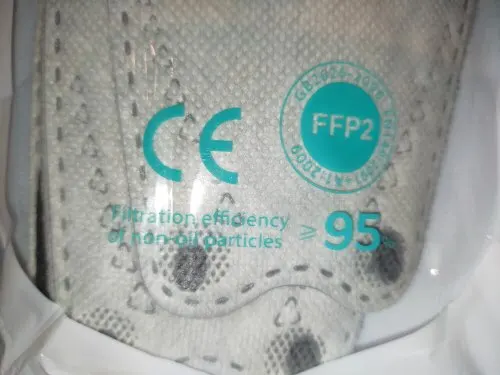 CE
FFP2
Filtration efficiency
of non-oil particles ≥ 95%